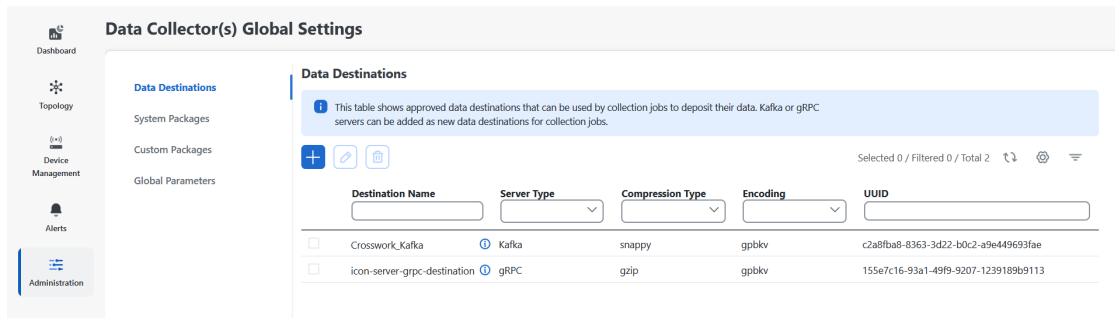 Data Collector(s) Global Settings
Dashboard
Topology
Device
Management
Alerts
Administration
Data Destinations
System Packages
Custom Packages
Global Parameters
Data Destinations
This table shows approved data destinations that can be used by collection jobs to deposit their data. Kafka or gRPC
servers can be added as new data destinations for collection jobs.
Selected 0 / Filtered 0 / Total 2
Destination Name Server Type Compression Type Encoding UUID
Crosswork_Kafka Kafka snappy gpbkv c2a8fba8-8363-3d22-b0c2-a9e449693fae
icon-server-grpc-destination gRPC gzip gpbkv 155e7c16-93a1-49f9-9207-1239189b9113